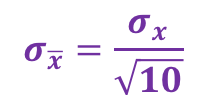 σ_x̅ = σ_x / √10